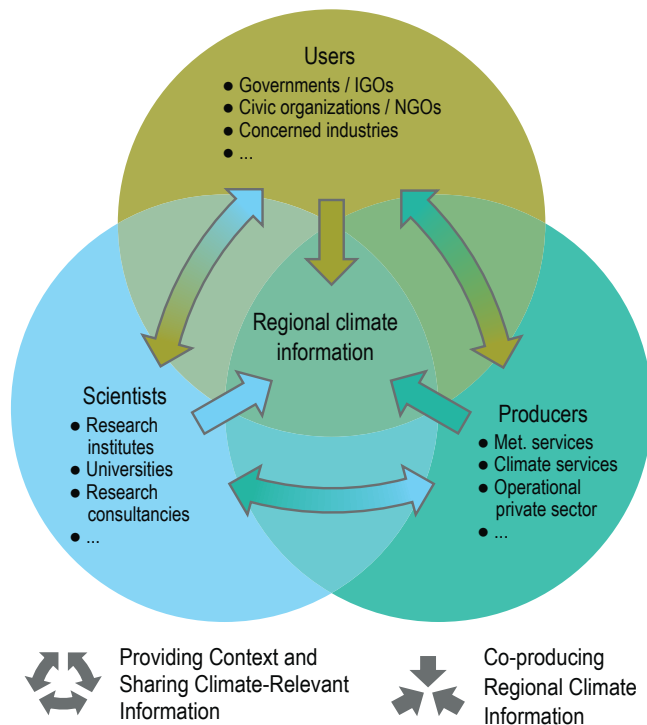 Users
● Governments / IGOs
● Civic organizations / NGOs
● Concerned industries
● ...
Regional climate
information
Scientists
● Research
institutes
● Universities
● Research
consultancies
● ...
Producers
● Met. services
● Climate services
● Operational
private sector
● ...
Providing Context and
Sharing Climate-Relevant
Information
Co-producing
Regional Climate
Information